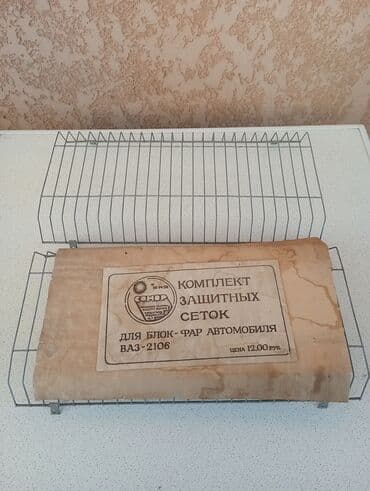 КОМПЛЕКТ
ЗАЩИТНЫХ
СЕТОК
ДЛЯ БЛОК-ФАР АВТОМОБИЛЯ
ВАЗ-2106
ЦЕНА 12.00 РУБ.